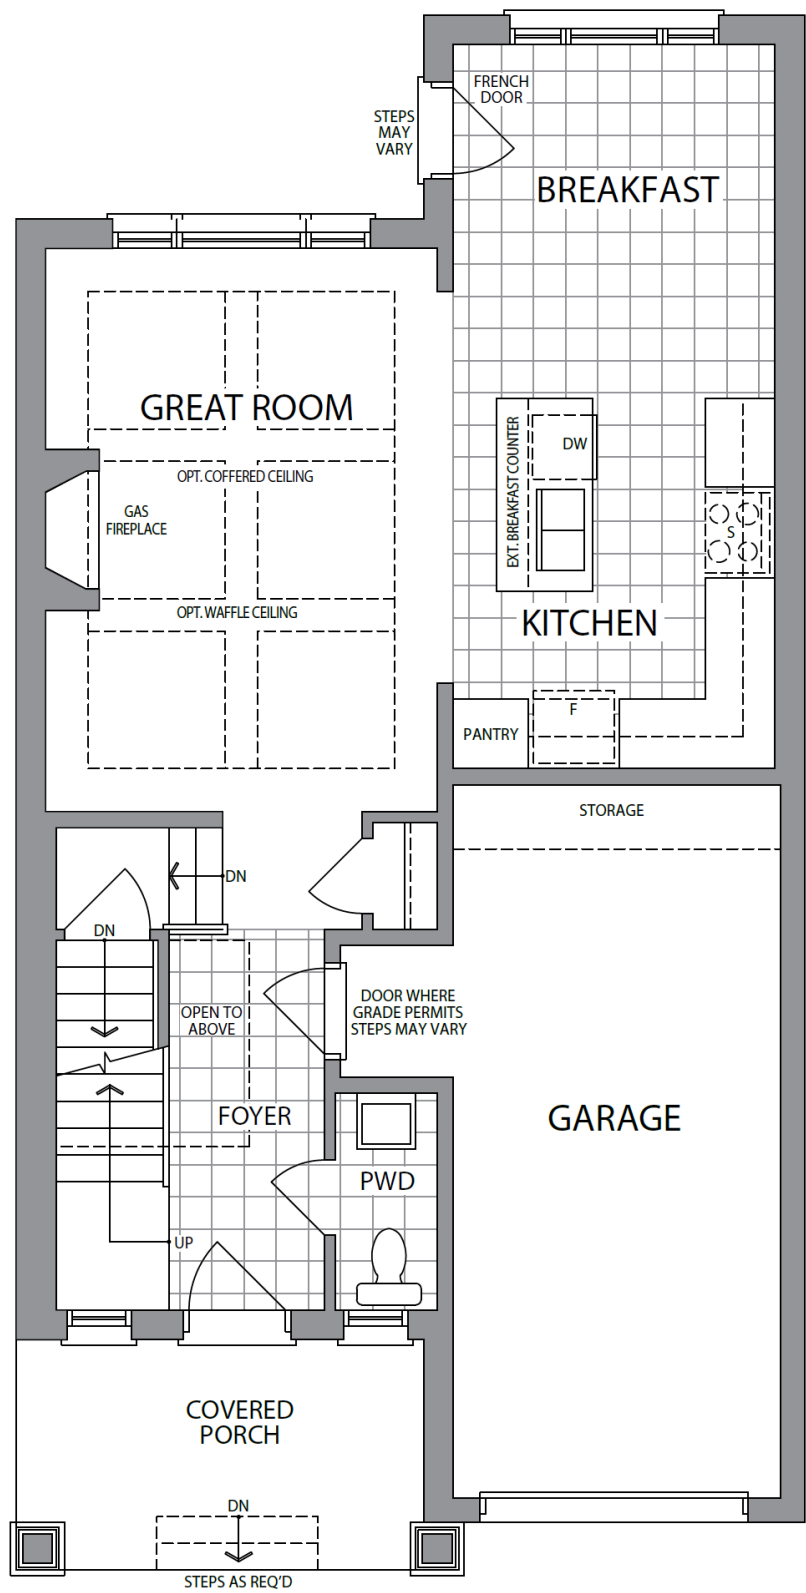 FRENCH
DOOR
STEPS
MAY
VARY
BREAKFAST
GREAT ROOM
OPT. COFFERED CEILING
GAS
FIREPLACE
OPT. WAFFLE CEILING
EXT. BREAKFAST COUNTER
DW
S
KITCHEN
PANTRY
F
STORAGE
DN
DN
OPEN TO
ABOVE
DOOR WHERE
GRADE PERMITS
STEPS MAY VARY
FOYER
GARAGE
PWD
UP
COVERED
PORCH
DN
STEPS AS REQ'D